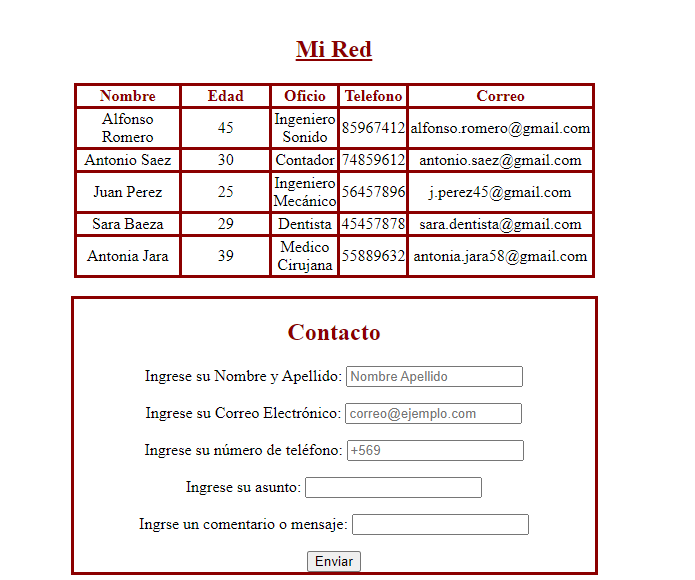 Mi Red
Nombre Edad Oficio Telefono Correo
Alfonso Romero 45 Ingeniero Sonido 85967412 alfonso.romero@gmail.com
Antonio Saez 30 Contador 74859612 antonio.saez@gmail.com
Juan Perez 25 Ingeniero Mecánico 56457896 j.perez45@gmail.com
Sara Baeza 29 Dentista 45457878 sara.dentista@gmail.com
Antonia Jara 39 Medico Cirujana 55889632 antonia.jara58@gmail.com
Contacto
Ingrese su Nombre y Apellido: Nombre Apellido
Ingrese su Correo Electrónico: correo@ejemplo.com
Ingrese su número de teléfono: +569
Ingrese su asunto:
Ingrse un comentario o mensaje:
Enviar